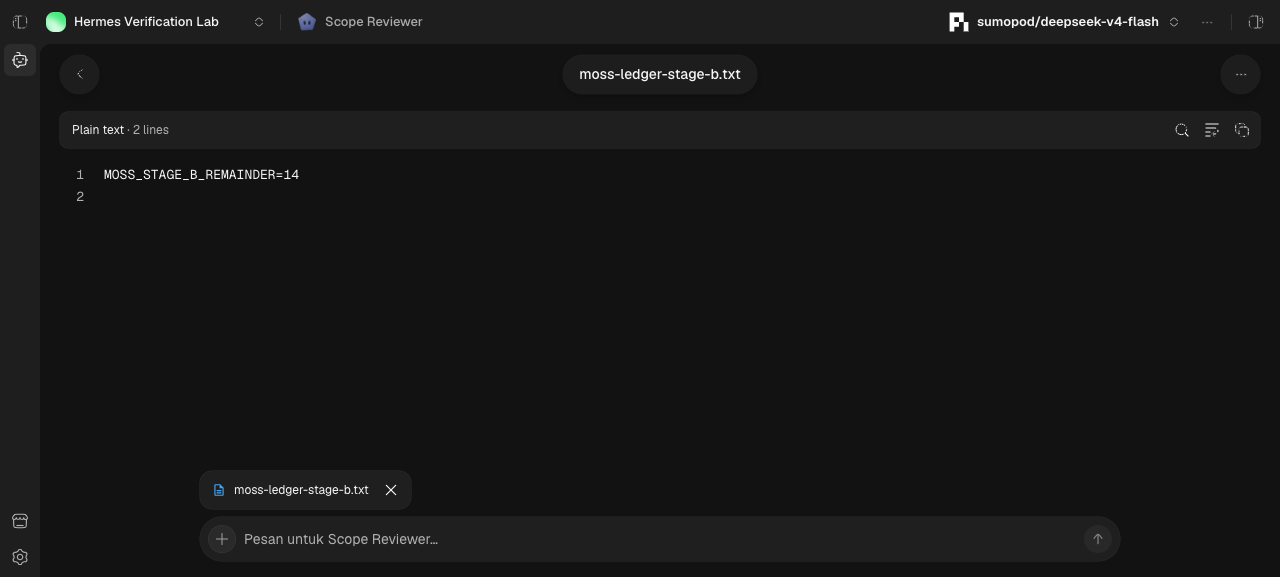 Hermes Verification Lab
Scope Reviewer
sumopod/deepseek-v4-flash
moss-ledger-stage-b.txt
Plain text · 2 lines
1 MOSS_STAGE_B_REMAINDER=14
2
moss-ledger-stage-b.txt
Pesan untuk Scope Reviewer...